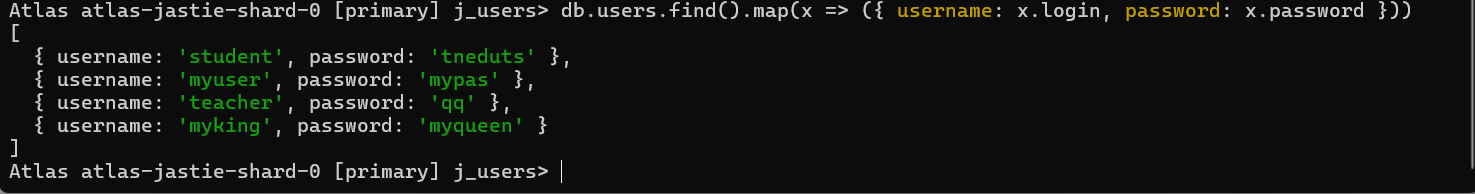 Atlas atlas-jastie-shard-0 [primary] j_users> db.users.find().map(x => ({ username: x.login, password: x.password }))
[
  { username: 'student', password: 'tneduts' },
  { username: 'myuser', password: 'mypas' },
  { username: 'teacher', password: 'qq' },
  { username: 'myking', password: 'myqueen' }
]
Atlas atlas-jastie-shard-0 [primary] j_users>